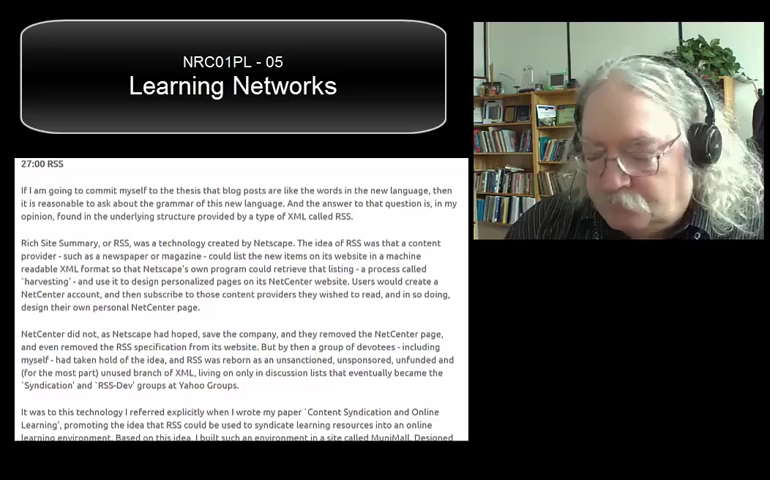 NRC01PL - 05
Learning Networks
27:00 RSS
If I am going to commit myself to the thesis that blog posts are like the words in the new language, then
it is reasonable to ask about the grammar of this new language. And the answer to that question is, in my
opinion, found in the underlying structure provided by a type of XML called RSS.
Rich Site Summary, or RSS, was a technology created by Netscape. The idea of RSS was that a content
provider - such as a newspaper or magazine - could list the new items on its website in a machine
readable XML format so that Netscape's own program could retrieve that listing - a process called
`harvesting' - and use it to design personalized pages on its NetCenter website. Users would create a
NetCenter account, and then subscribe to those content providers they wished to read, and in so doing,
design their own personal NetCenter page.
NetCenter did not, as Netscape had hoped, save the company, and they removed the NetCenter page,
and even removed the RSS specification from its website. But by then a group of devotees - including
myself - had taken hold of the idea, and RSS was reborn as an unsanctioned, unsponsored, unfunded and
(for the most part) unused branch of XML, living on only in discussion lists that eventually became the
`Syndication' and `RSS-Dev' groups at Yahoo Groups.
It was to this technology I referred explicitly when I wrote my paper `Content Syndication and Online
Learning', promoting the idea that RSS could be used to syndicate learning resources into an online
learning environment. Based on this idea, I built such an environment in a site called MuniMall. Designed